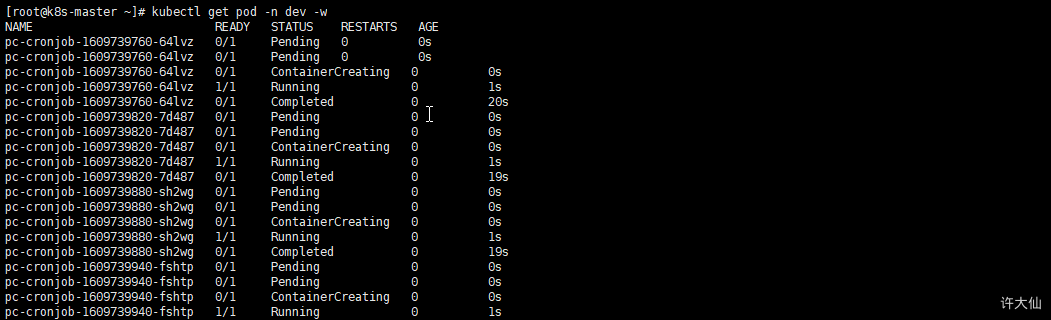 [root@k8s-master ~]# kubectl get pod -n dev -w
NAME READY STATUS RESTARTS AGE
pc-cronjob-1609739760-64lvz 0/1 Pending 0 0s
pc-cronjob-1609739760-64lvz 0/1 Pending 0 0s
pc-cronjob-1609739760-64lvz 0/1 ContainerCreating 0 0s
pc-cronjob-1609739760-64lvz 1/1 Running 0 1s
pc-cronjob-1609739760-64lvz 0/1 Completed 0 20s
pc-cronjob-1609739820-7d487 0/1 Pending 0 0s
pc-cronjob-1609739820-7d487 0/1 Pending 0 0s
pc-cronjob-1609739820-7d487 0/1 ContainerCreating 0 0s
pc-cronjob-1609739820-7d487 1/1 Running 0 1s
pc-cronjob-1609739820-7d487 0/1 Completed 0 19s
pc-cronjob-1609739880-sh2wg 0/1 Pending 0 0s
pc-cronjob-1609739880-sh2wg 0/1 Pending 0 0s
pc-cronjob-1609739880-sh2wg 0/1 ContainerCreating 0 0s
pc-cronjob-1609739880-sh2wg 1/1 Running 0 1s
pc-cronjob-1609739880-sh2wg 0/1 Completed 0 19s
pc-cronjob-1609739940-fshtp 0/1 Pending 0 0s
pc-cronjob-1609739940-fshtp 0/1 Pending 0 0s
pc-cronjob-1609739940-fshtp 0/1 ContainerCreating 0 0s
pc-cronjob-1609739940-fshtp 1/1 Running 0 1s
许大仙